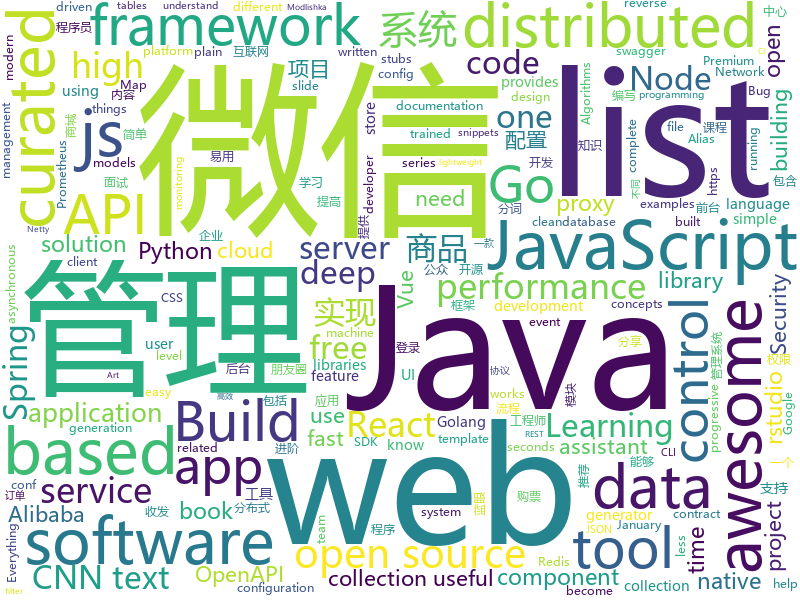 driven
tables
understand
different
reverse
中心
程序员
Modlishka
platform
plain
互联网
written
stubs
swagger
Premium
Network
modern
framework
系统
distributed
内容
Map
high
项目
config
code
open
using
things
documentation
provides
slide
design
Node
Bug
编写
programming
management
微信
list
curated
js
商城
简单
models
易用
trained
snippets
store
one
配置
series
developer
Algorithms
building
file
课程
running
Prometheus
面试
monitoring
lightweight
Go
need
知识
complete
https
Alias
包含
API
学习
提高
提供
开发
不同
examples
前台
Netty
企业
proxy
language
solution
Python
cloud
server
商品
分词
cleandatabase
built
simple
asynchronous
client
管理
Java
JavaScript
公众
开源
一款
Vue
deep
performance
library
Spring
CSS
user
level
实现
朋友圈
框架
登录
分享
development
event
concepts
control
awesome
Security
machine
libraries
后台
free
feature
UI
协议
模块
权限
管理系统
Art
easy
包括
React
应用
Golang
works
流程
工程师
template
REST
application
Build
use
fast
SDK
know
Learning
progressive
rstudio
Google
generation
高效
seconds
web
assistant
CLI
推荐
能够
一个
based
app
data
支持
进阶
generator
JSON
CI
conf
related
service
book
工具
time
project
订单
收发
January
contract
Alibaba
分布式
程序
购票
system
team
less
software
tool
component
native
filter
Everything
CNN
text
OpenAPI
open source
Redis
configuration
become
help
collection useful
collection